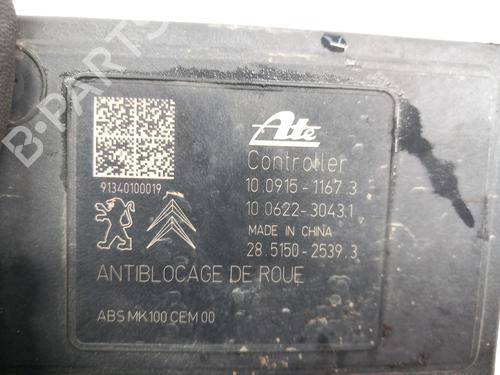 B-PARTS
Ate
Controller
91340100019
10.0915-1167.3
10.0622-3043.1
MADE IN CHINA
28.5150-2539.3
ANTIBLOCAGE DE ROUE
ABS MK100 CEM 00